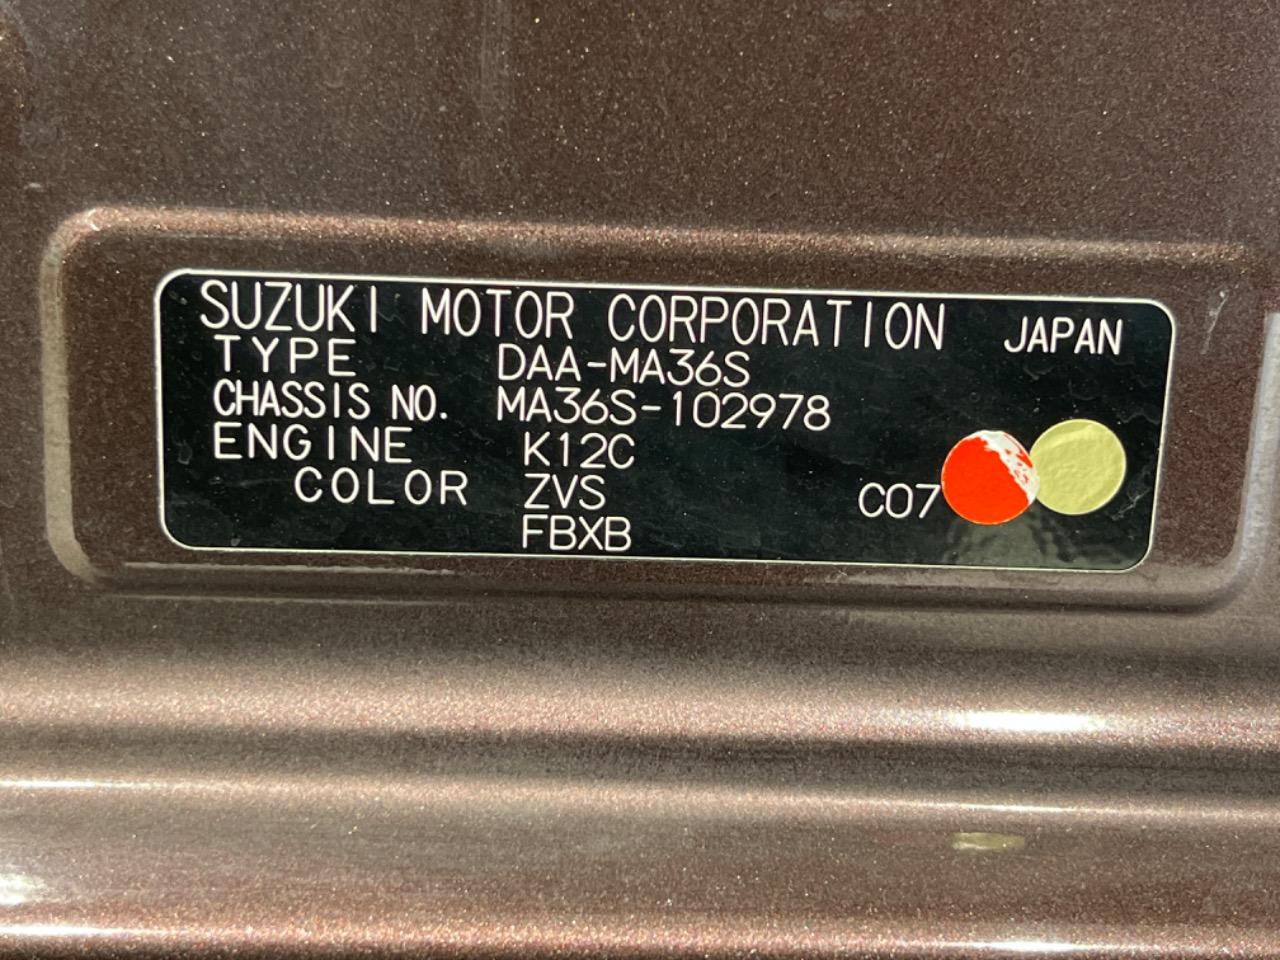 SUZUKI MOTOR CORPORATION JAPAN
TYPE DAA-MA36S
CHASSIS NO. MA36S-102978
ENGINE K12C
COLOR ZVS C07
FBXB